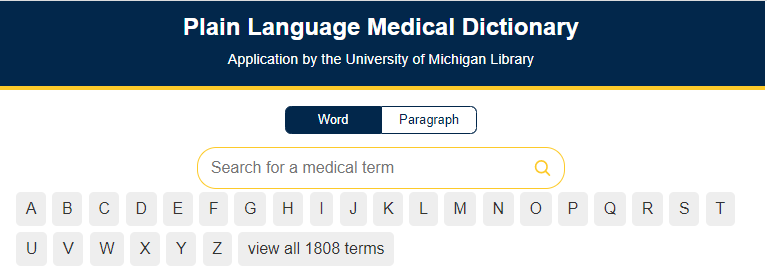 Plain Language Medical Dictionary
Application by the University of Michigan Library
Word Paragraph
Search for a medical term
A B C D E F G H I J K L M N O P Q R S T
U V W X Y Z view all 1808 terms